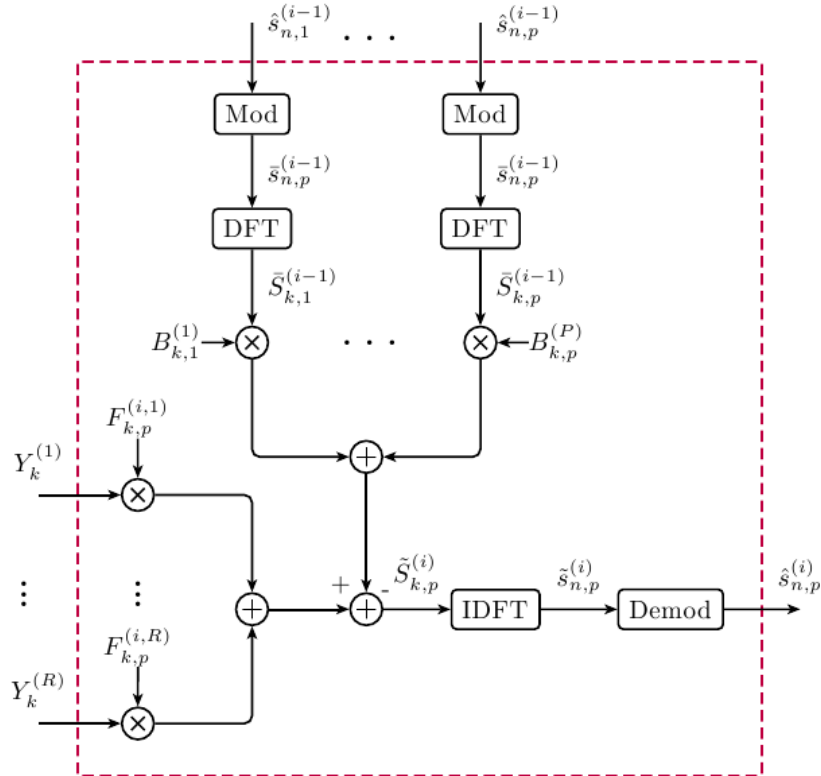 ŝ_{n,1}^{(i−1)} · · · ŝ_{n,p}^{(i−1)}
Mod Mod
s̄_{n,p}^{(i−1)} s̄_{n,p}^{(i−1)}
DFT DFT
S̄_{k,1}^{(i−1)} S̄_{k,p}^{(i−1)}
B_{k,1}^{(1)} × · · · × B_{k,p}^{(P)}
F_{k,p}^{(i,1)}
+
Y_k^{(1)} ×
⋮ ⋮
+ - S̃_{k,p}^{(i)} s̃_{n,p}^{(i)} ŝ_{n,p}^{(i)}
+ + IDFT Demod
F_{k,p}^{(i,R)}
Y_k^{(R)} ×